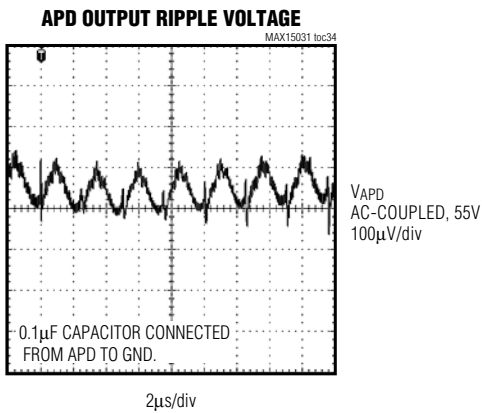 APD OUTPUT RIPPLE VOLTAGE
MAX15031 toc34
T
VAPD
AC-COUPLED, 55V
100µV/div
0.1µF CAPACITOR CONNECTED
FROM APD TO GND.
2µs/div